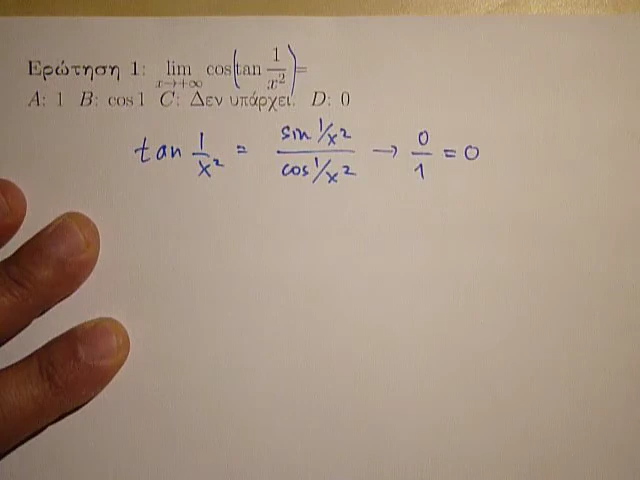 Ερώτηση 1: lim x→+∞ cos(tan 1/x²)=
A: 1 B: cos 1 C: Δεν υπάρχει. D: 0
tan 1/x² = sin 1/x² / cos 1/x² → 0/1 = 0